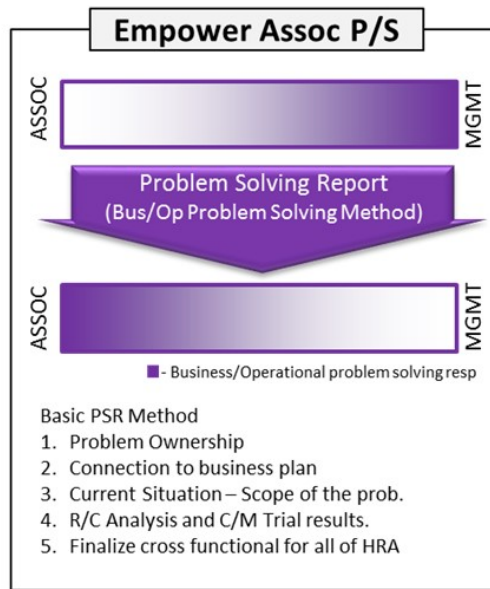 Empower Assoc P/S
ASSOC
MGMT
Problem Solving Report
(Bus/Op Problem Solving Method)
ASSOC
MGMT
- Business/Operational problem solving resp
Basic PSR Method
1. Problem Ownership
2. Connection to business plan
3. Current Situation – Scope of the prob.
4. R/C Analysis and C/M Trial results.
5. Finalize cross functional for all of HRA